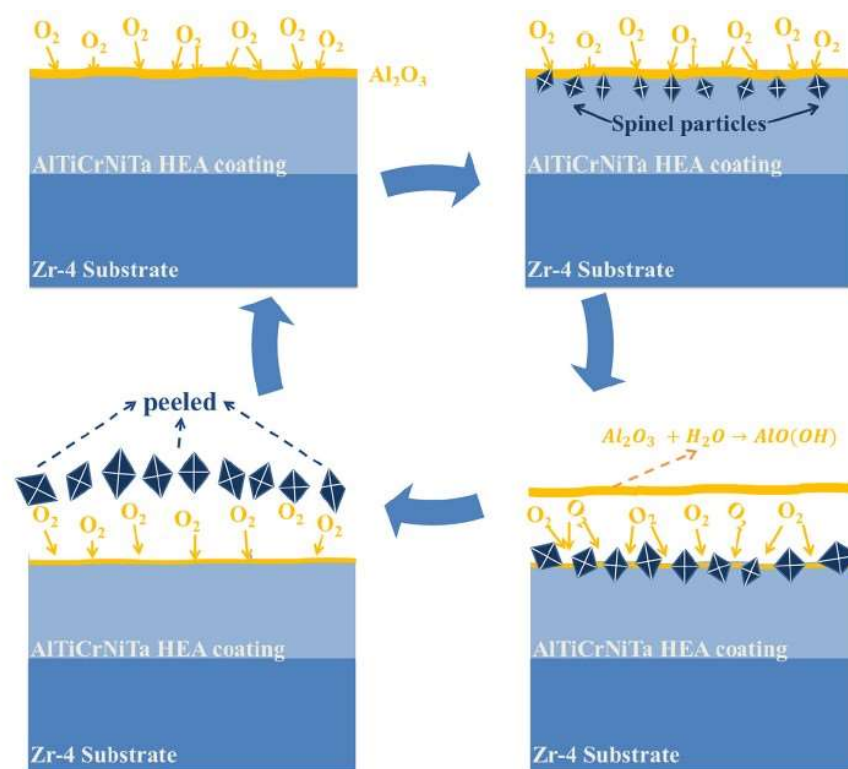 O₂ O₂ O₂ O₂ O₂ O₂ O₂
Al₂O₃
AlTiCrNiTa HEA coating
Zr-4 Substrate
O₂ O₂ O₂ O₂ O₂ O₂ O₂
Spinel particles
AlTiCrNiTa HEA coating
Zr-4 Substrate
peeled
O₂ O₂ O₂ O₂ O₂ O₂
AlTiCrNiTa HEA coating
Zr-4 Substrate
Al₂O₃ + H₂O → AlO(OH)
O₂ O₂ O₂ O₂ O₂ O₂
AlTiCrNiTa HEA coating
Zr-4 Substrate